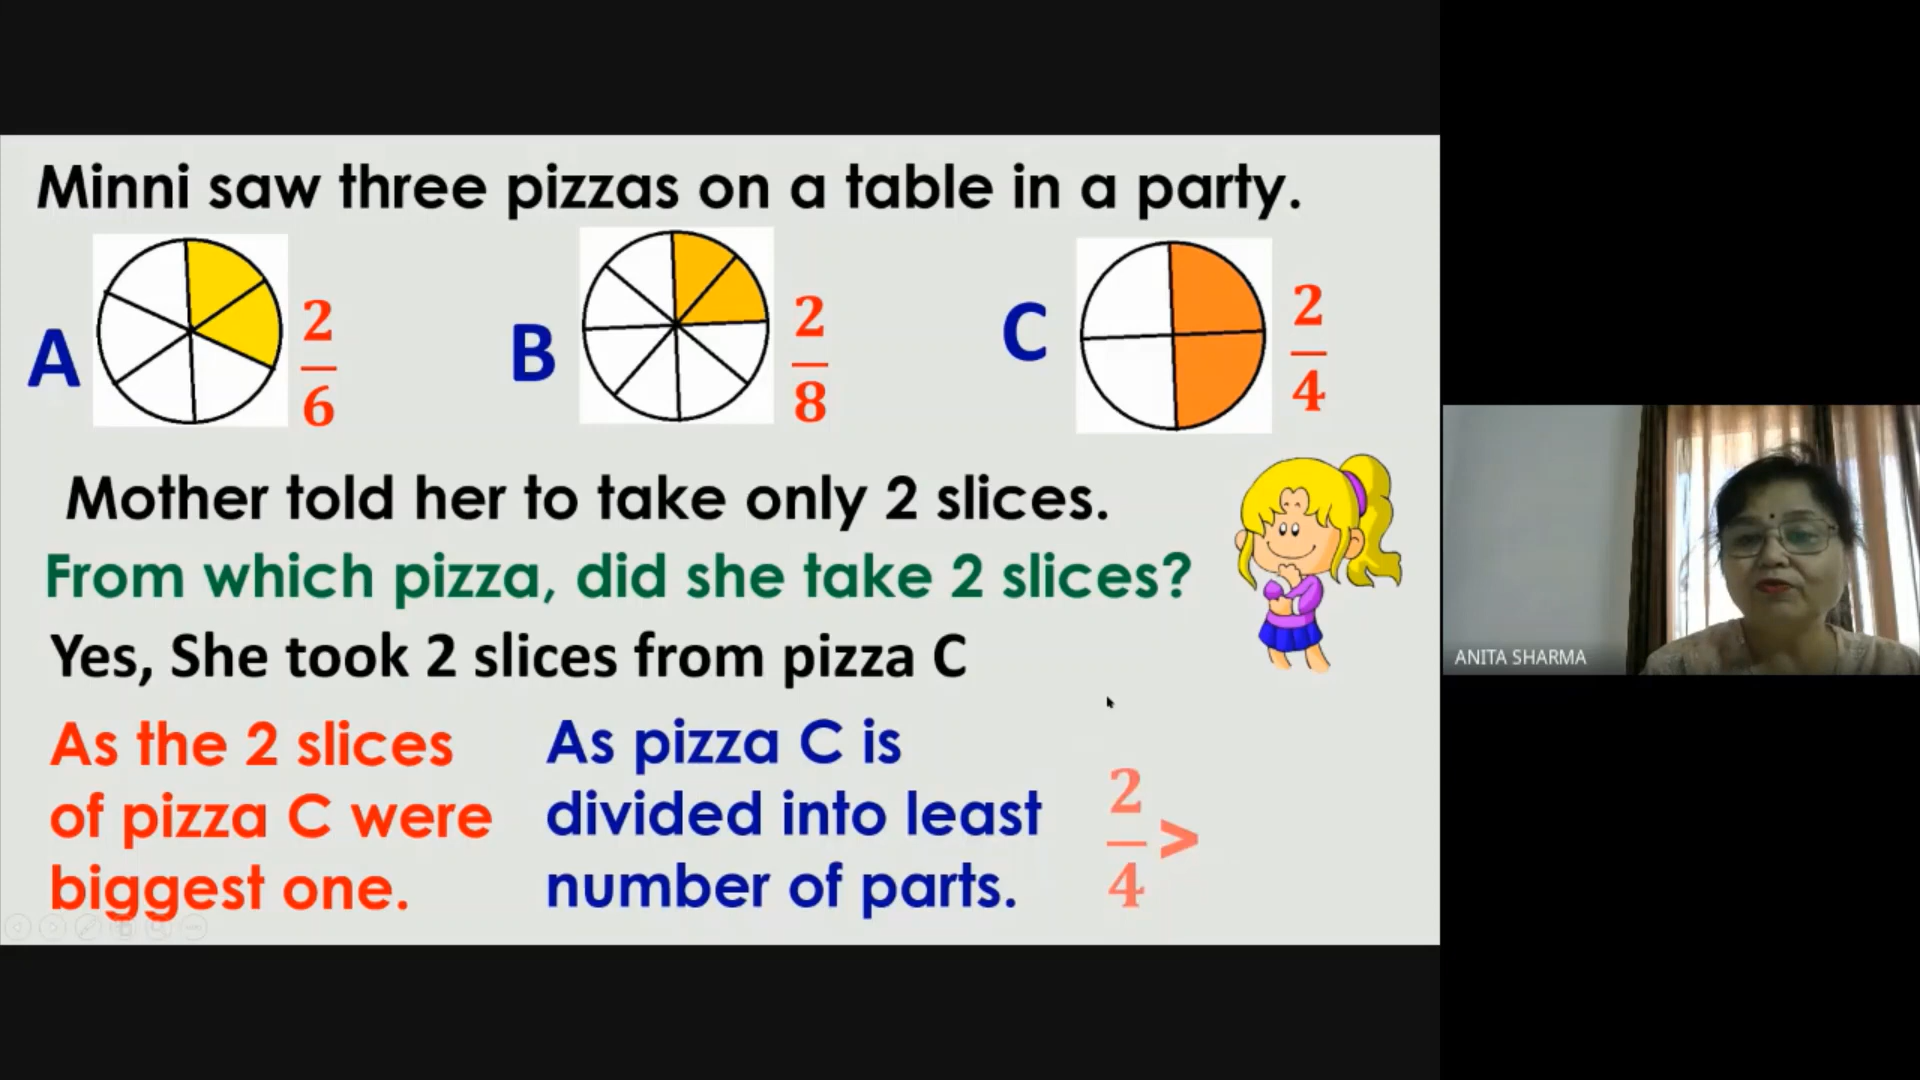 Minni saw three pizzas on a table in a party.
A 2/6 B 2/8 C 2/4
Mother told her to take only 2 slices.
From which pizza, did she take 2 slices?
Yes, She took 2 slices from pizza C
As the 2 slices
of pizza C were
biggest one.
As pizza C is
divided into least
number of parts.
2/4 >
ANITA SHARMA